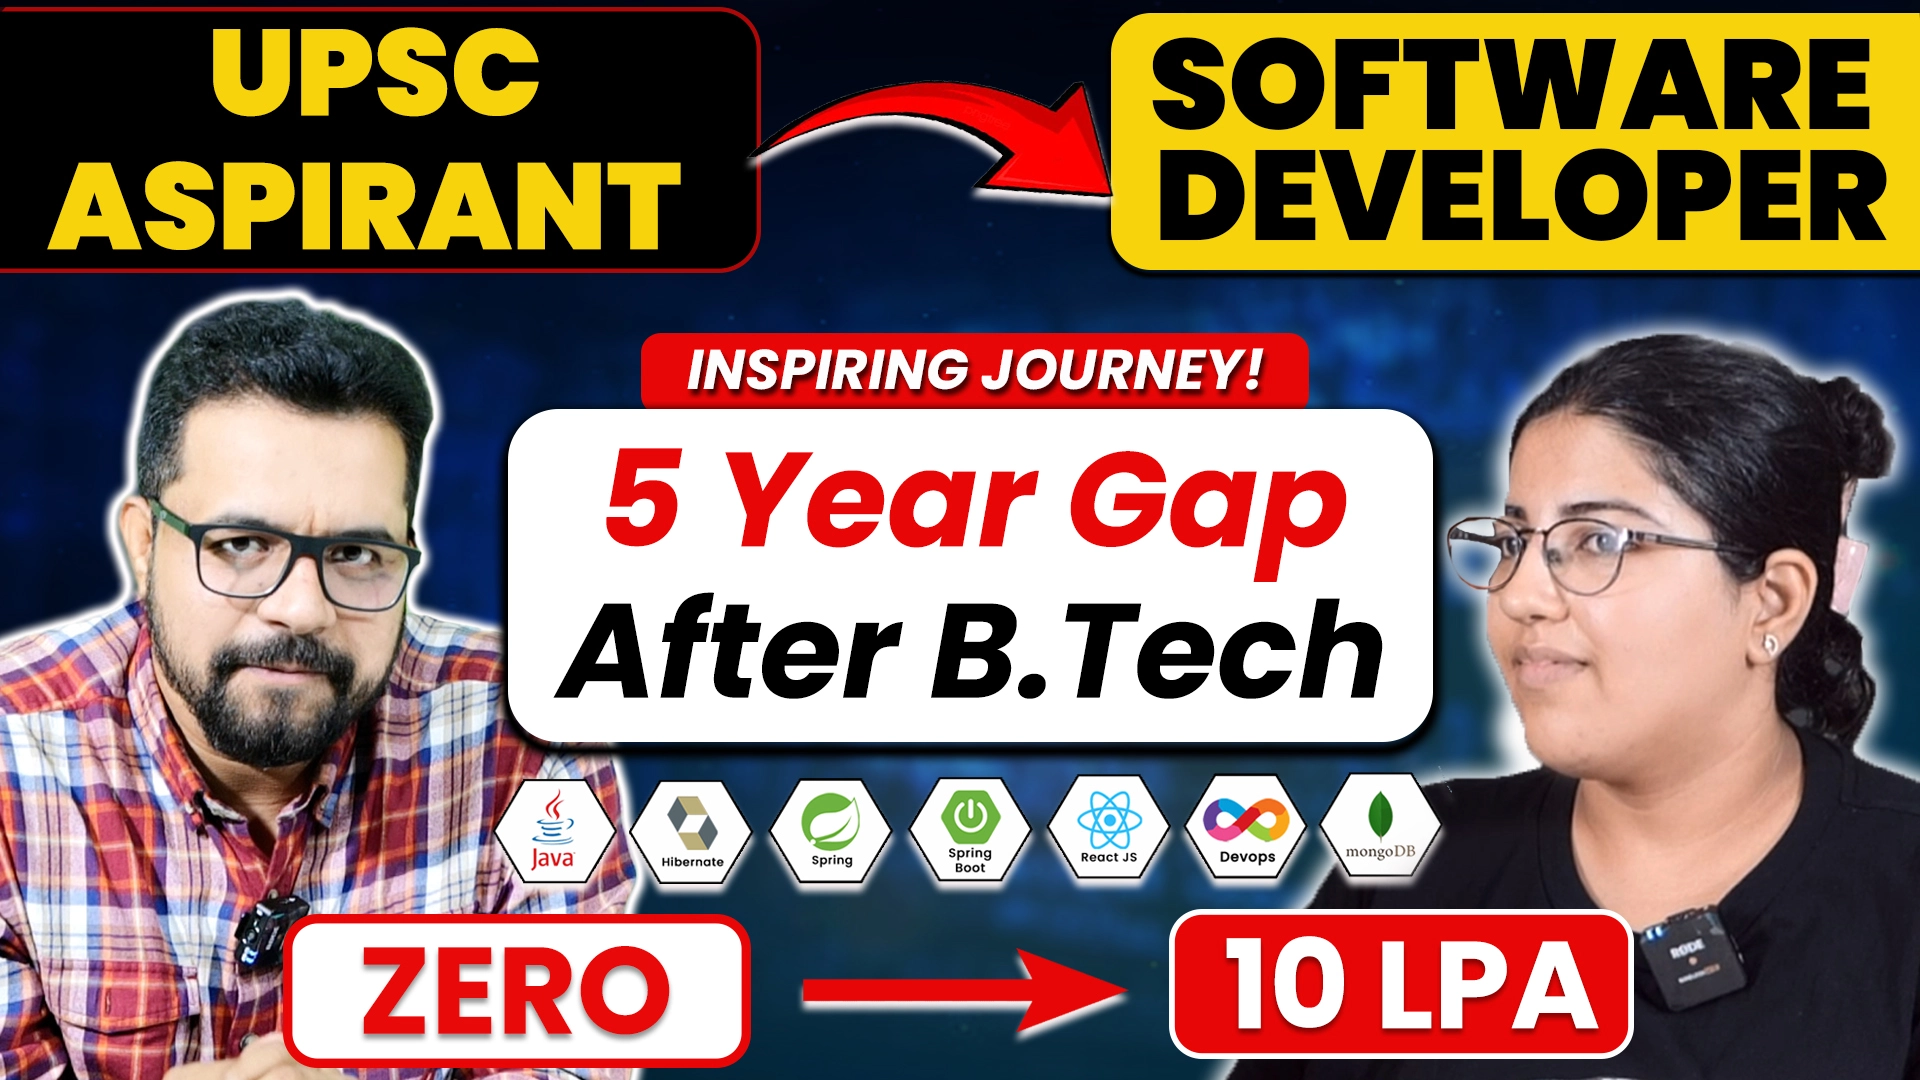 UPSC
ASPIRANT
SOFTWARE
DEVELOPER
INSPIRING JOURNEY!
5 Year Gap
After B.Tech
Java
Hibernate
Spring
Spring
Boot
React JS
Devops
mongoDB
ZERO
10 LPA
RØDE